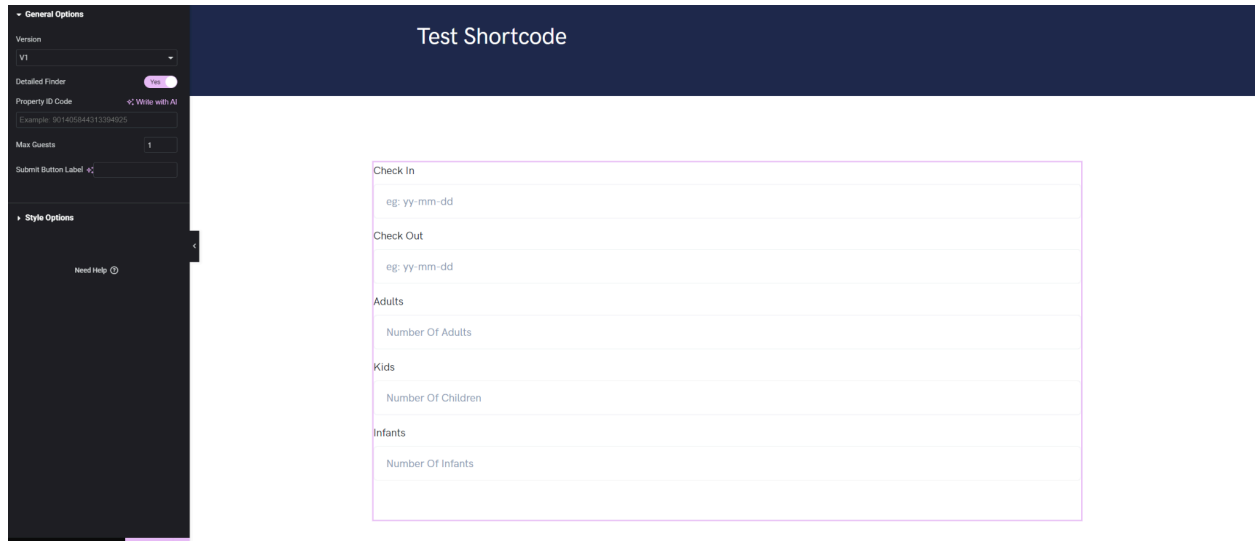 General Options
Version
V1
Detailed Finder
Yes
Property ID Code
Write with AI
Example: 901405844313394925
Max Guests
1
Submit Button Label
Style Options
Need Help
Test Shortcode
Check In
eg: yy-mm-dd
Check Out
eg: yy-mm-dd
Adults
Number Of Adults
Kids
Number Of Children
Infants
Number Of Infants